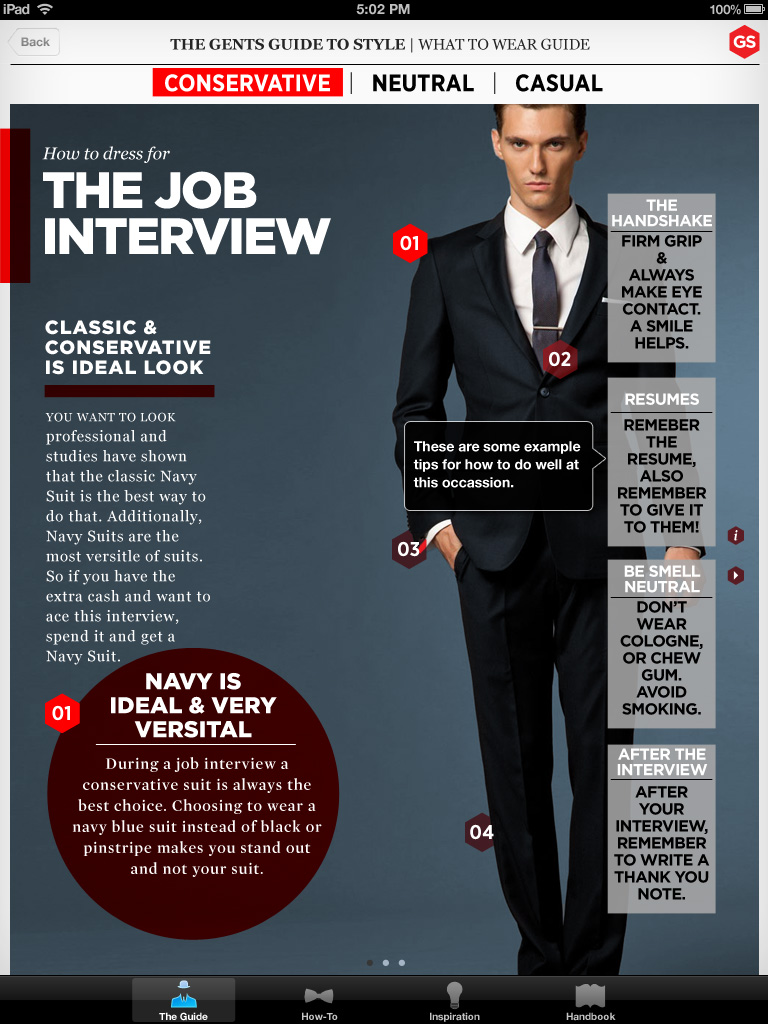 iPad
5:02 PM
100%
Back
THE GENTS GUIDE TO STYLE | WHAT TO WEAR GUIDE
GS
CONSERVATIVE | NEUTRAL | CASUAL
How to dress for
THE JOB
INTERVIEW
CLASSIC &
CONSERVATIVE
IS IDEAL LOOK
YOU WANT TO LOOK
professional and
studies have shown
that the classic Navy
Suit is the best way to
do that. Additionally,
Navy Suits are the
most versitle of suits.
So if you have the
extra cash and want to
ace this interview,
spend it and get a
Navy Suit.
01
NAVY IS
IDEAL & VERY
VERSITAL
During a job interview a
conservative suit is always the
best choice. Choosing to wear a
navy blue suit instead of black or
pinstripe makes you stand out
and not your suit.
01
02
03
04
These are some example
tips for how to do well at
this occassion.
THE
HANDSHAKE
FIRM GRIP
&
ALWAYS
MAKE EYE
CONTACT.
A SMILE
HELPS.
RESUMES
REMEBER
THE
RESUME,
ALSO
REMEMBER
TO GIVE IT
TO THEM!
i
BE SMELL
NEUTRAL
DON'T
WEAR
COLOGNE,
OR CHEW
GUM.
AVOID
SMOKING.
AFTER THE
INTERVIEW
AFTER
YOUR
INTERVIEW,
REMEMBER
TO WRITE A
THANK YOU
NOTE.
The Guide
How-To
Inspiration
Handbook